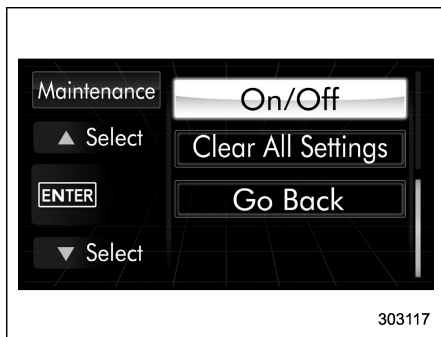 Maintenance
▲ Select
ENTER
▼ Select
On/Off
Clear All Settings
Go Back
303117